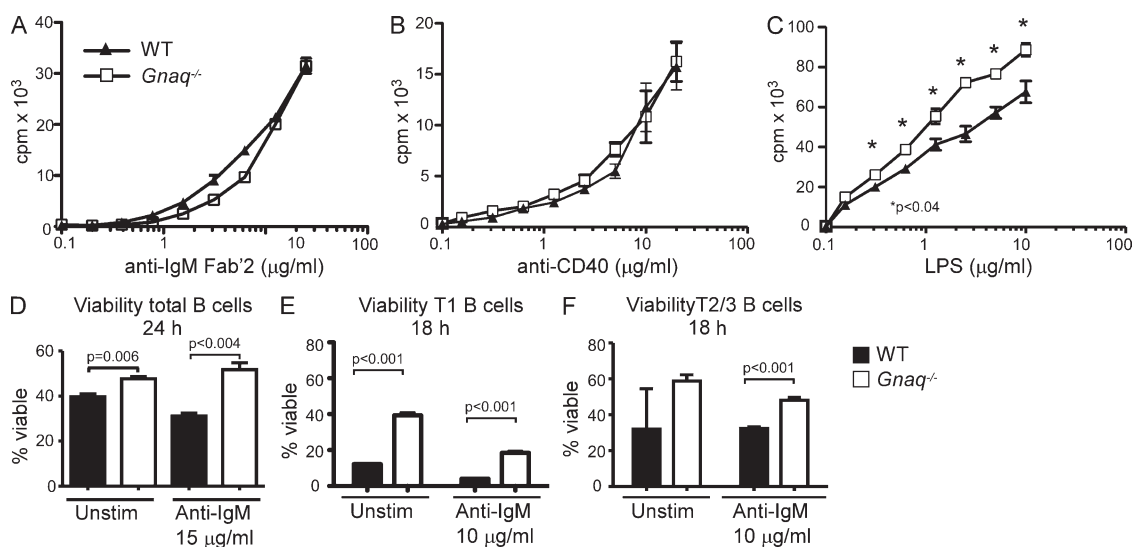 A
40
30
20
10
0
cpm x 10³
WT
Gnaq-/-
0.1
1
10
100
anti-IgM Fab'2 (μg/ml)
B
20
15
10
5
0
cpm x 10³
0.1
1
10
100
anti-CD40 (μg/ml)
C
100
80
60
40
20
0
cpm x 10³
* * * * * * *
*p<0.04
0.1
1
10
100
LPS (μg/ml)
D
Viability total B cells
24 h
60
40
20
0
% viable
p=0.006
p<0.004
Unstim
Anti-IgM
15 μg/ml
E
Viability T1 B cells
18 h
80
60
40
20
0
% viable
p<0.001
p<0.001
Unstim
Anti-IgM
10 μg/ml
F
ViabilityT2/3 B cells
18 h
80
60
40
20
0
% viable
p<0.001
Unstim
Anti-IgM
10 μg/ml
WT
Gnaq-/-